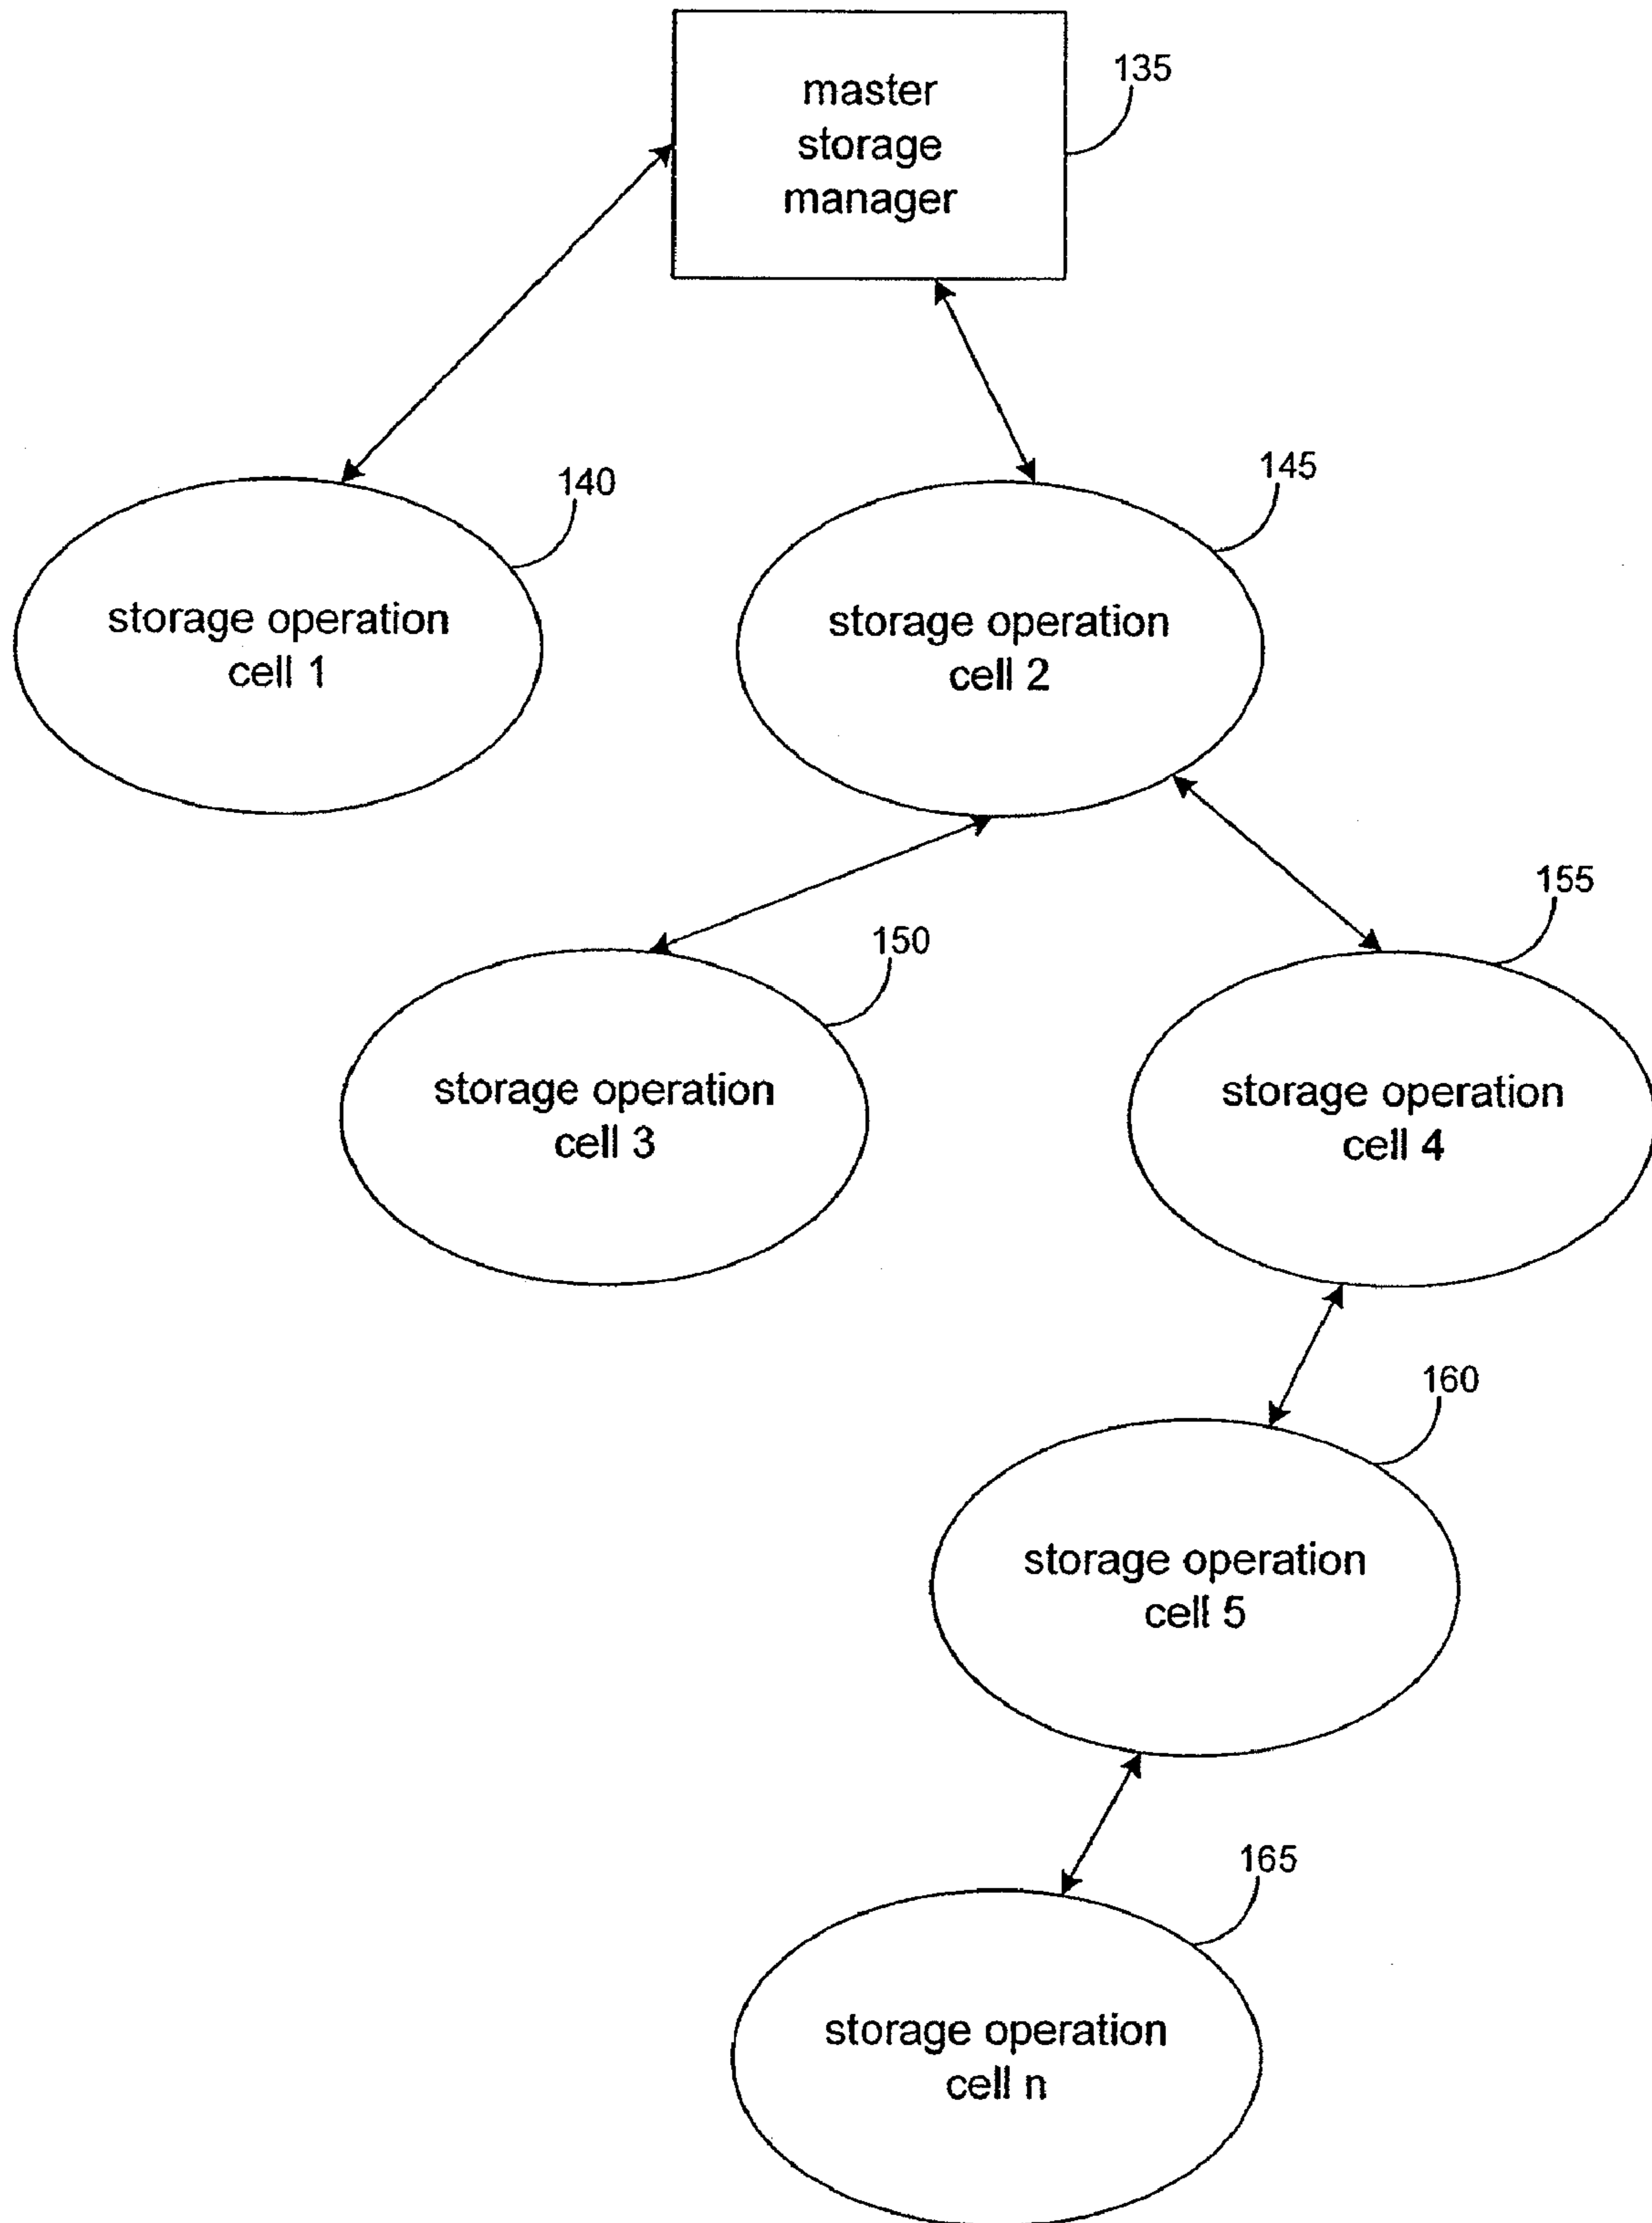 master
storage
manager
135
140
145
storage operation
cell 1
storage operation
cell 2
150
155
storage operation
cell 3
storage operation
cell 4
160
storage operation
cell 5
165
storage operation
cell n